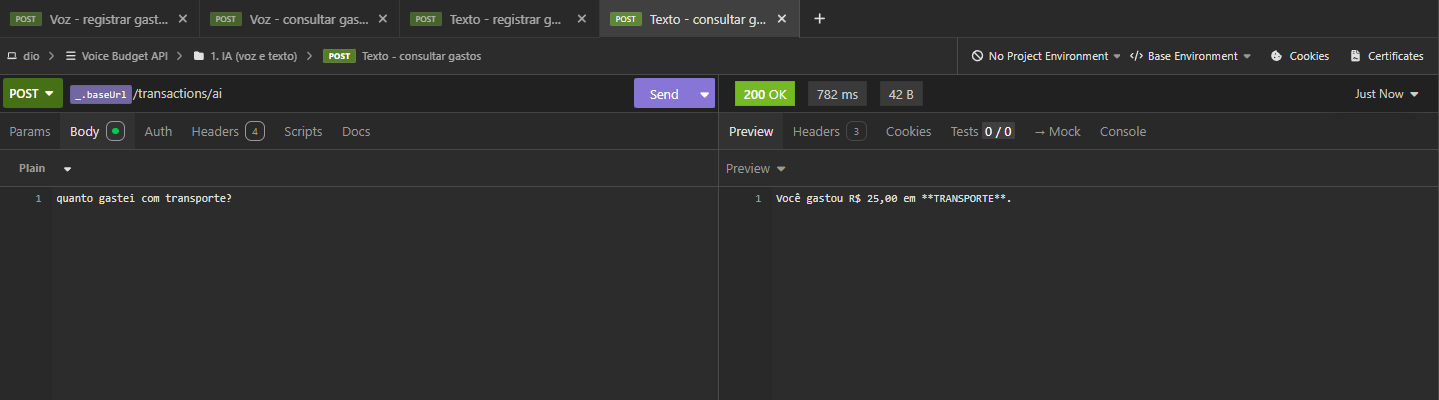 POST Voz - registrar gast... × POST Voz - consultar gas... × POST Texto - registrar g... × POST Texto - consultar g... × +
dio > Voice Budget API > 1. IA (voz e texto) > POST Texto - consultar gastos No Project Environment </> Base Environment Cookies Certificates
POST _.baseUrl /transactions/ai Send 200 OK 782 ms 42 B Just Now
Params Body Auth Headers 4 Scripts Docs Preview Headers 3 Cookies Tests 0 / 0 → Mock Console
Plain Preview
1 quanto gastei com transporte? 1 Você gastou R$ 25,00 em **TRANSPORTE**.